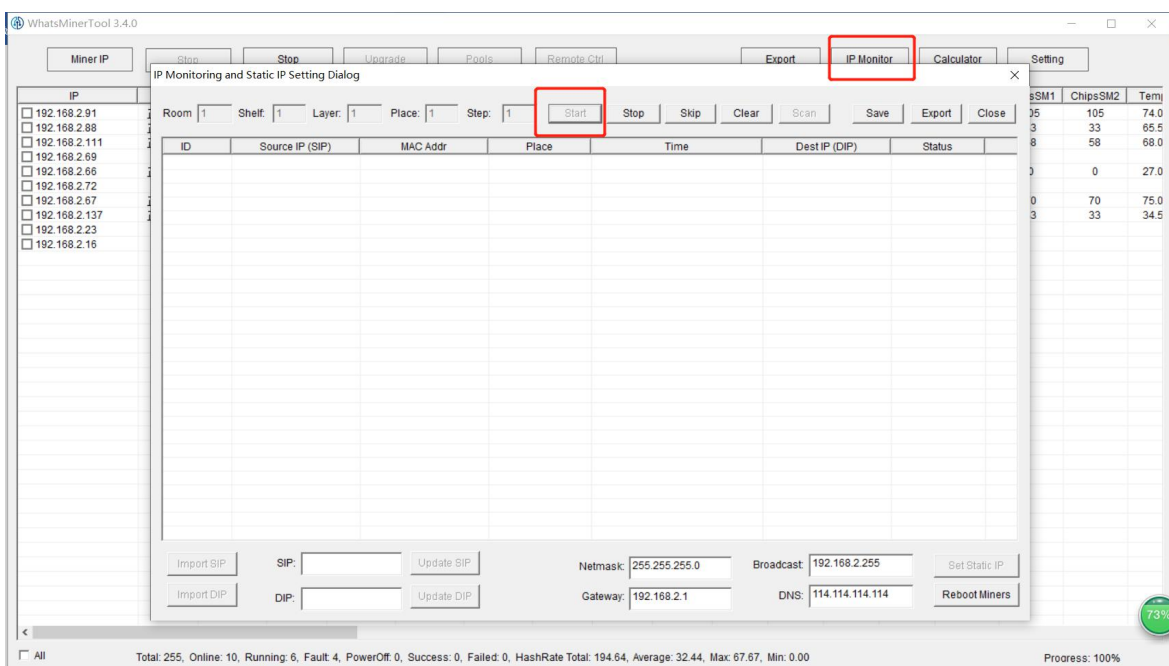 WhatsMinerTool 3.4.0
Miner IP Stop Stop Upgrade Pools Remote Ctrl Export IP Monitor Calculator Setting
IP Monitoring and Static IP Setting Dialog
IP ChipsSM2
Room 1 Shelf: 1 Layer: 1 Place: 1 Step: 1 Start Stop Skip Clear Scan Save Export Close
ID Source IP (SIP) MAC Addr Place Time Dest IP (DIP) Status
192.168.2.91 105 74.0
192.168.2.88 33 65.5
192.168.2.111 58 68.0
192.168.2.69
192.168.2.66 0 27.0
192.168.2.72
192.168.2.67 70 75.0
192.168.2.137 33 34.5
192.168.2.23
192.168.2.16
Import SIP SIP: Update SIP Netmask: 255.255.255.0 Broadcast: 192.168.2.255 Set Static IP
Import DIP DIP: Update DIP Gateway: 192.168.2.1 DNS: 114.114.114.114 Reboot Miners
73%
All Total: 255, Online: 10, Running: 6, Fault: 4, PowerOff: 0, Success: 0, Failed: 0, HashRate Total: 194.64, Average: 32.44, Max: 67.67, Min: 0.00 Progress: 100%